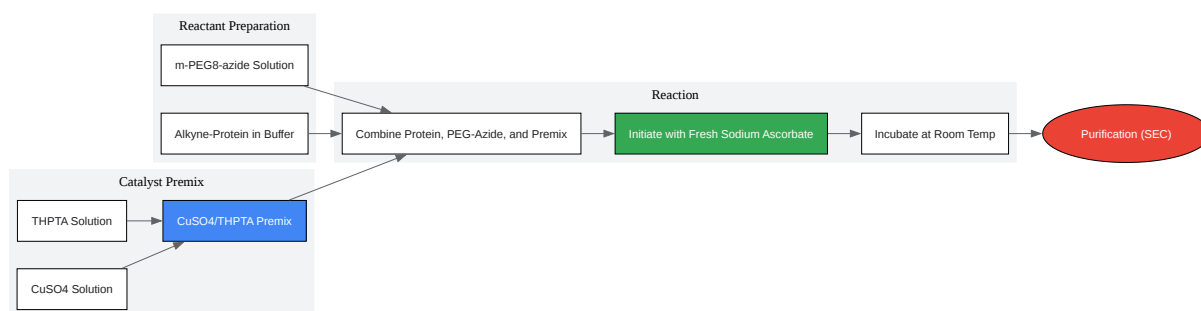 Reactant Preparation
m-PEG8-azide Solution
Alkyne-Protein in Buffer
Reaction
Combine Protein, PEG-Azide, and Premix
Initiate with Fresh Sodium Ascorbate
Incubate at Room Temp
Purification (SEC)
Catalyst Premix
THPTA Solution
CuSO4/THPTA Premix
CuSO4 Solution